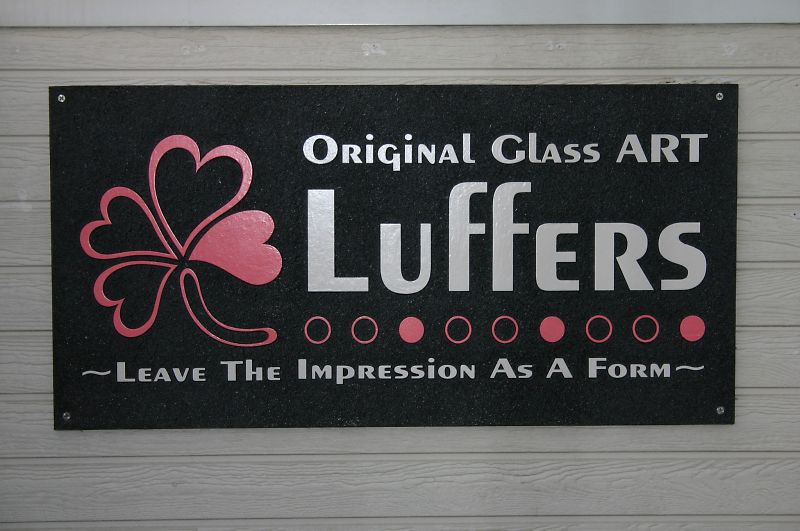 Original Glass ART
Luffers
~Leave The Impression As A Form~